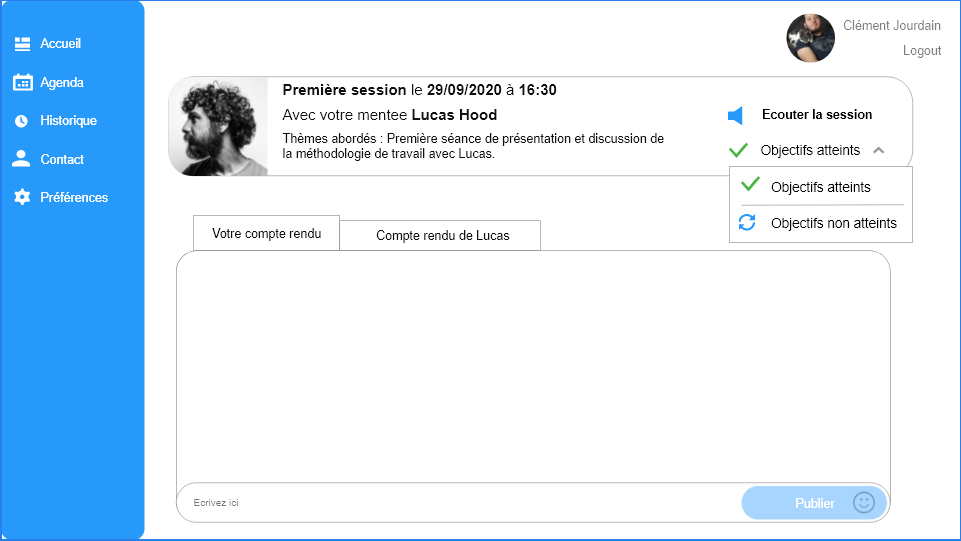 Accueil
Agenda
Historique
Contact
Préférences
Clément Jourdain
Logout
Première session le 29/09/2020 à 16:30
Avec votre mentee Lucas Hood
Thèmes abordés : Première séance de présentation et discussion de
la méthodologie de travail avec Lucas.
Ecouter la session
Objectifs atteints
Objectifs atteints
Objectifs non atteints
Votre compte rendu
Compte rendu de Lucas
Ecrivez ici
Publier